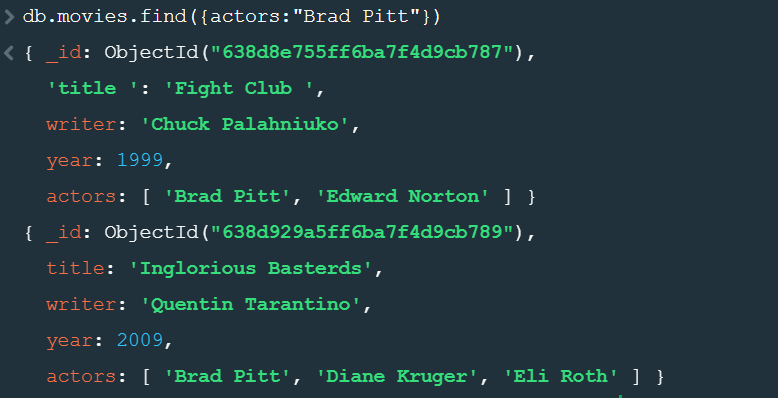 > db.movies.find({actors:"Brad Pitt"})
< { _id: ObjectId("638d8e755ff6ba7f4d9cb787"),
'title ': 'Fight Club ',
writer: 'Chuck Palahniuko',
year: 1999,
actors: [ 'Brad Pitt', 'Edward Norton' ] }
{ _id: ObjectId("638d929a5ff6ba7f4d9cb789"),
title: 'Inglorious Basterds',
writer: 'Quentin Tarantino',
year: 2009,
actors: [ 'Brad Pitt', 'Diane Kruger', 'Eli Roth' ] }